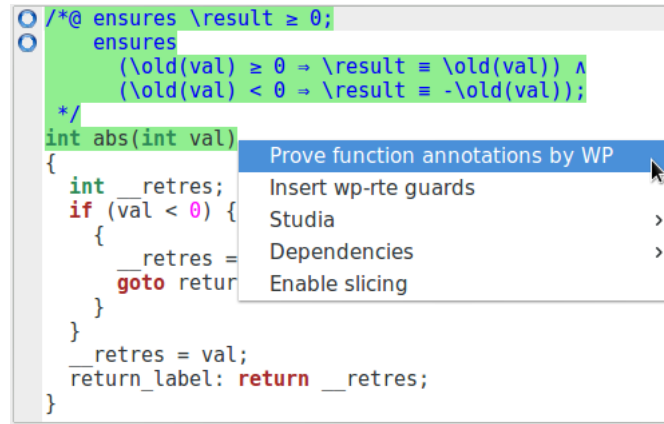 /*@ ensures \result ≥ 0;
ensures
(\old(val) ≥ 0 ⇒ \result ≡ \old(val)) ∧
(\old(val) < 0 ⇒ \result ≡ -\old(val));
*/
int abs(int val)
{
Prove function annotations by WP
int __retres;
Insert wp-rte guards
if (val < 0) {
Studia
{
__retres =
Dependencies
goto retur
Enable slicing
}
}
__retres = val;
return_label: return __retres;
}